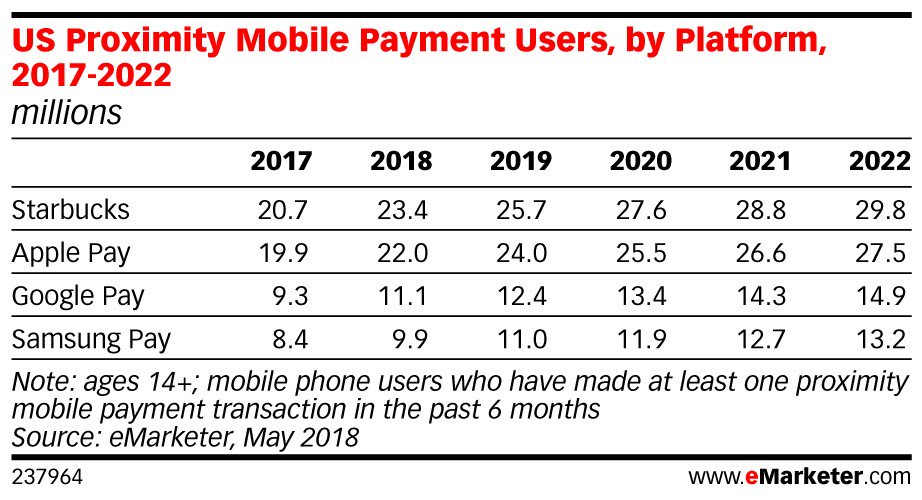 US Proximity Mobile Payment Users, by Platform,
2017-2022
millions
2017 2018 2019 2020 2021 2022
Starbucks 20.7 23.4 25.7 27.6 28.8 29.8
Apple Pay 19.9 22.0 24.0 25.5 26.6 27.5
Google Pay 9.3 11.1 12.4 13.4 14.3 14.9
Samsung Pay 8.4 9.9 11.0 11.9 12.7 13.2
Note: ages 14+; mobile phone users who have made at least one proximity
mobile payment transaction in the past 6 months
Source: eMarketer, May 2018
237964 www.eMarketer.com